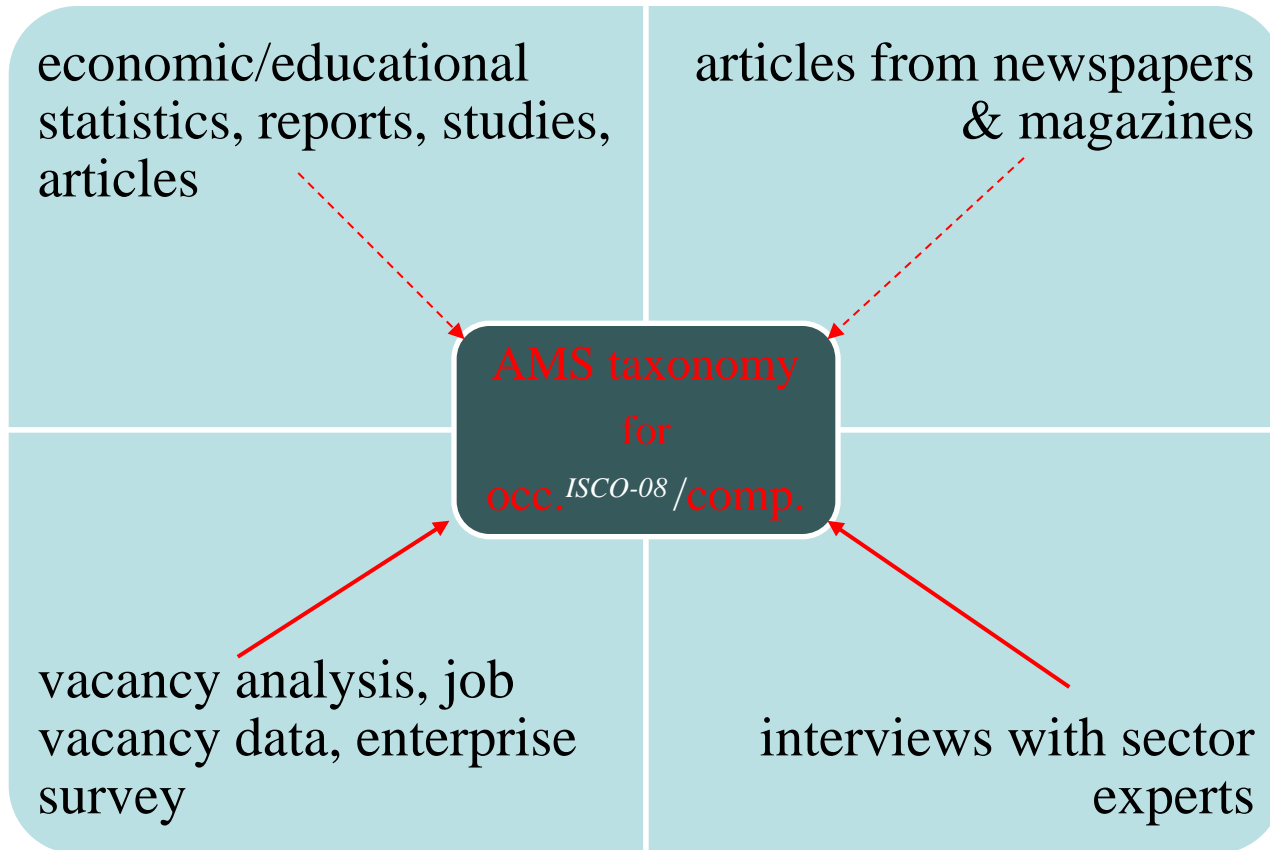 economic/educational
statistics, reports, studies,
articles
articles from newspapers
& magazines
AMS taxonomy
for
occ.ISCO-08/comp.
vacancy analysis, job
vacancy data, enterprise
survey
interviews with sector
experts